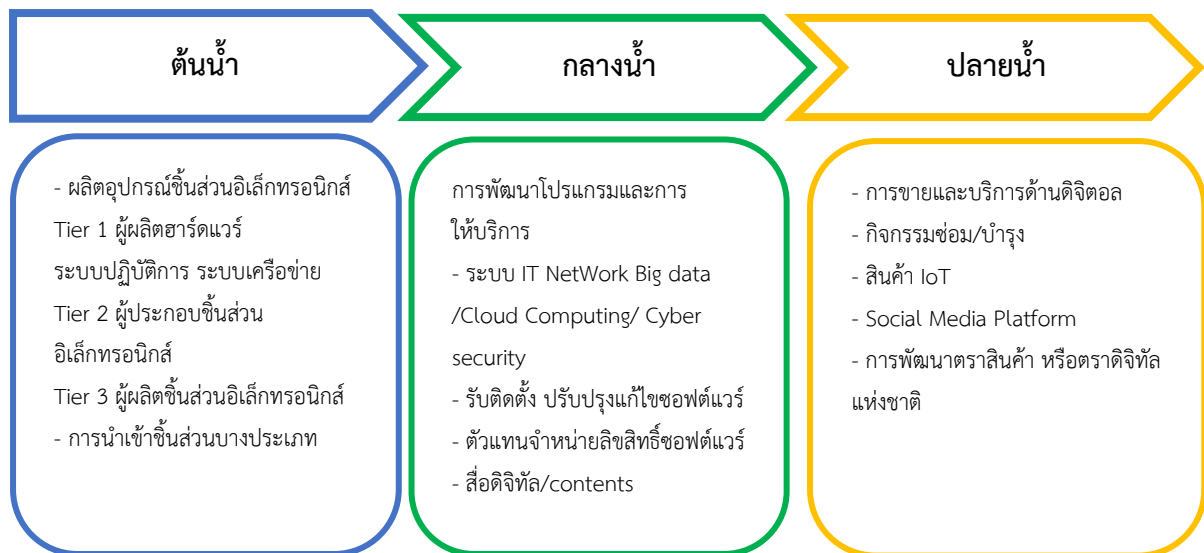 ต้นน้ำ
กลางน้ำ
ปลายน้ำ
- ผลิตอุปกรณ์ชิ้นส่วนอิเล็กทรอนิกส์
Tier 1 ผู้ผลิตฮาร์ดแวร์
ระบบปฏิบัติการ ระบบเครือข่าย
Tier 2 ผู้ประกอบชิ้นส่วน
อิเล็กทรอนิกส์
Tier 3 ผู้ผลิตชิ้นส่วนอิเล็กทรอนิกส์
- การนำเข้าชิ้นส่วนบางประเภท
การพัฒนาโปรแกรมและการ
ให้บริการ
- ระบบ IT NetWork Big data
/Cloud Computing/ Cyber
security
- รับติดตั้ง ปรับปรุงแก้ไขซอฟต์แวร์
- ตัวแทนจำหน่ายลิขสิทธิ์ซอฟต์แวร์
- สื่อดิจิทัล/contents
- การขายและบริการด้านดิจิตอล
- กิจกรรมซ่อม/บำรุง
- สินค้า IoT
- Social Media Platform
- การพัฒนาตราสินค้า หรือตราดิจิทัล
แห่งชาติ